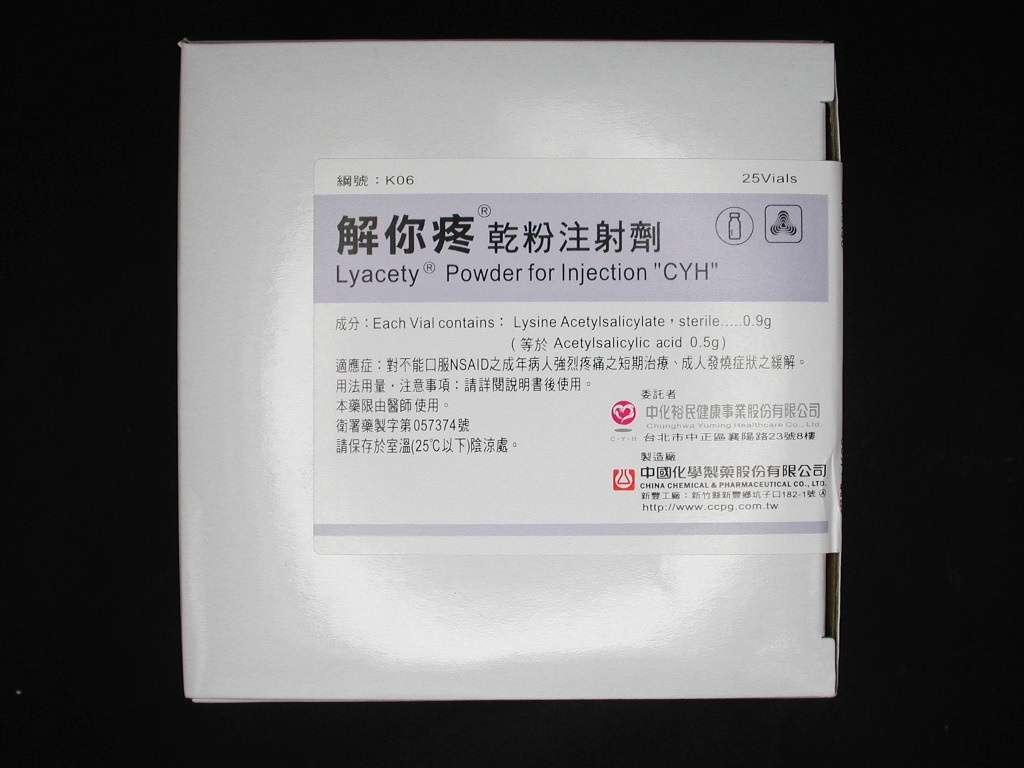 綱號：K06
25Vials
解你疼® 乾粉注射劑
Lyacety® Powder for Injection "CYH"
成分：Each Vial contains： Lysine Acetylsalicylate，sterile.....0.9g
(等於 Acetylsalicylic acid 0.5g)
適應症：對不能口服NSAID之成年病人強烈疼痛之短期治療、成人發燒症狀之緩解。
用法用量，注意事項：請詳閱說明書後使用。
本藥限由醫師使用。
衛署藥製字第057374號
請保存於室溫(25℃以下)陰涼處。
委託者
中化裕民健康事業股份有限公司
Chunghwa Yuming Healthcare Co., Ltd.
C-Y-H 台北市中正區襄陽路23號8樓
製造廠
中國化學製藥股份有限公司
CHINA CHEMICAL & PHARMACEUTICAL CO., LTD.
新豐工廠：新竹縣新豐鄉坑子口182-1號
http://www.ccpg.com.tw